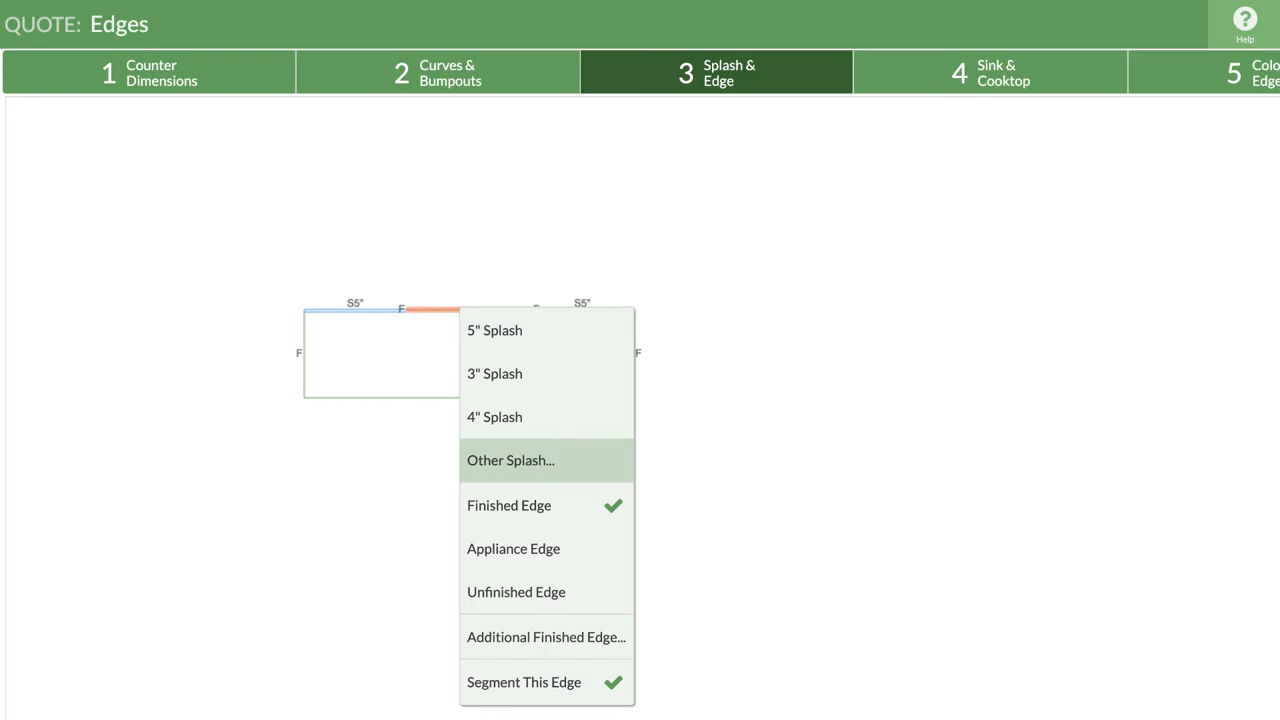 QUOTE: Edges
?
Help
1 Counter Dimensions
2 Curves & Bumpouts
3 Splash & Edge
4 Sink & Cooktop
5 Colo Edge
S5"
F
S5"
F
F
5" Splash
3" Splash
4" Splash
Other Splash...
Finished Edge
Appliance Edge
Unfinished Edge
Additional Finished Edge...
Segment This Edge